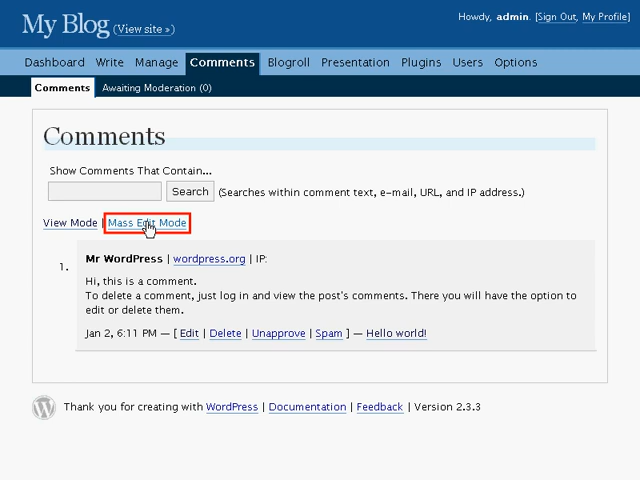 My Blog (View site »)
Howdy, admin. [Sign Out, My Profile]
Dashboard Write Manage Comments Blogroll Presentation Plugins Users Options
Comments Awaiting Moderation (0)
Comments
Show Comments That Contain...
Search (Searches within comment text, e-mail, URL, and IP address.)
View Mode | Mass Edit Mode
1. Mr WordPress | wordpress.org | IP:
Hi, this is a comment.
To delete a comment, just log in and view the post's comments. There you will have the option to
edit or delete them.
Jan 2, 6:11 PM — [ Edit | Delete | Unapprove | Spam ] — Hello world!
Thank you for creating with WordPress | Documentation | Feedback | Version 2.3.3